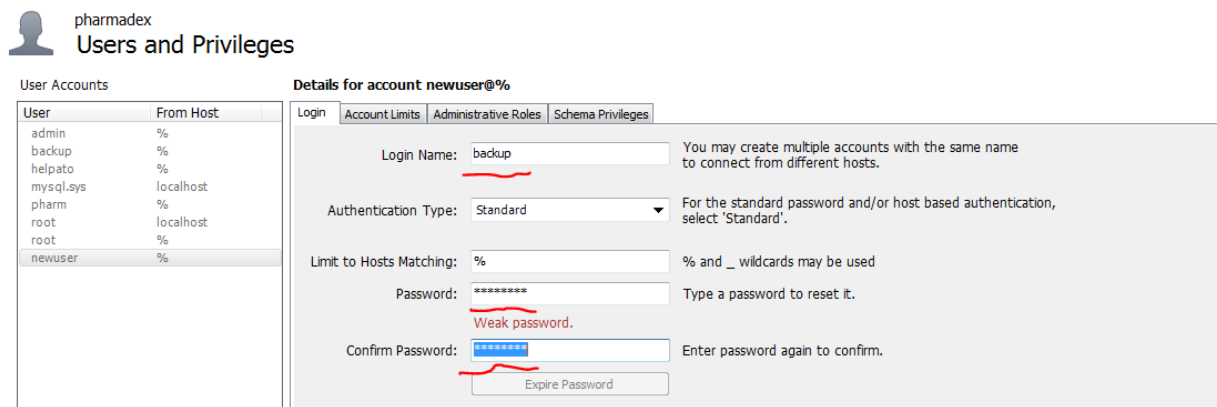 pharmadex
Users and Privileges
User Accounts
User From Host
admin %
backup %
helpato %
mysql.sys localhost
pharm %
root localhost
root %
newuser %
Details for account newuser@%
Login Account Limits Administrative Roles Schema Privileges
Login Name: backup You may create multiple accounts with the same name
to connect from different hosts.
Authentication Type: Standard For the standard password and/or host based authentication,
select 'Standard'.
Limit to Hosts Matching: % % and _ wildcards may be used
Password: ******** Type a password to reset it.
Weak password.
Confirm Password: ******** Enter password again to confirm.
Expire Password